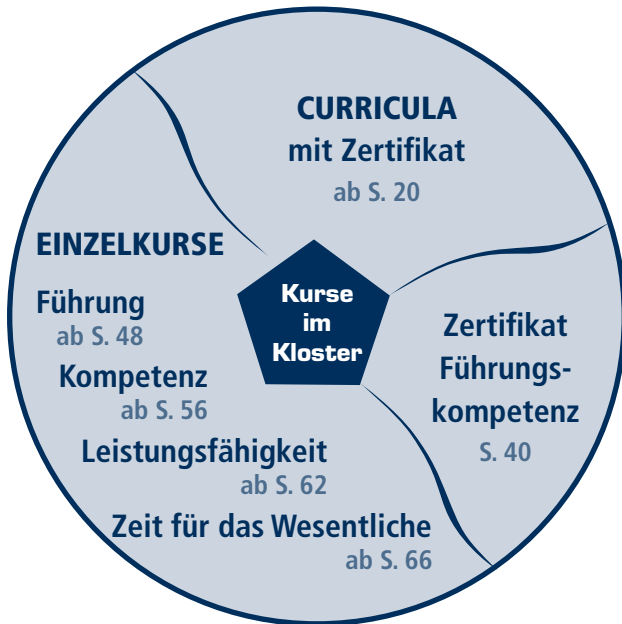 CURRICULA
mit Zertifikat
ab S. 20
EINZELKURSE
Führung
ab S. 48
Kompetenz
ab S. 56
Leistungsfähigkeit
ab S. 62
Zeit für das Wesentliche
ab S. 66
Kurse
im
Kloster
Zertifikat
Führungs-
kompetenz
S. 40